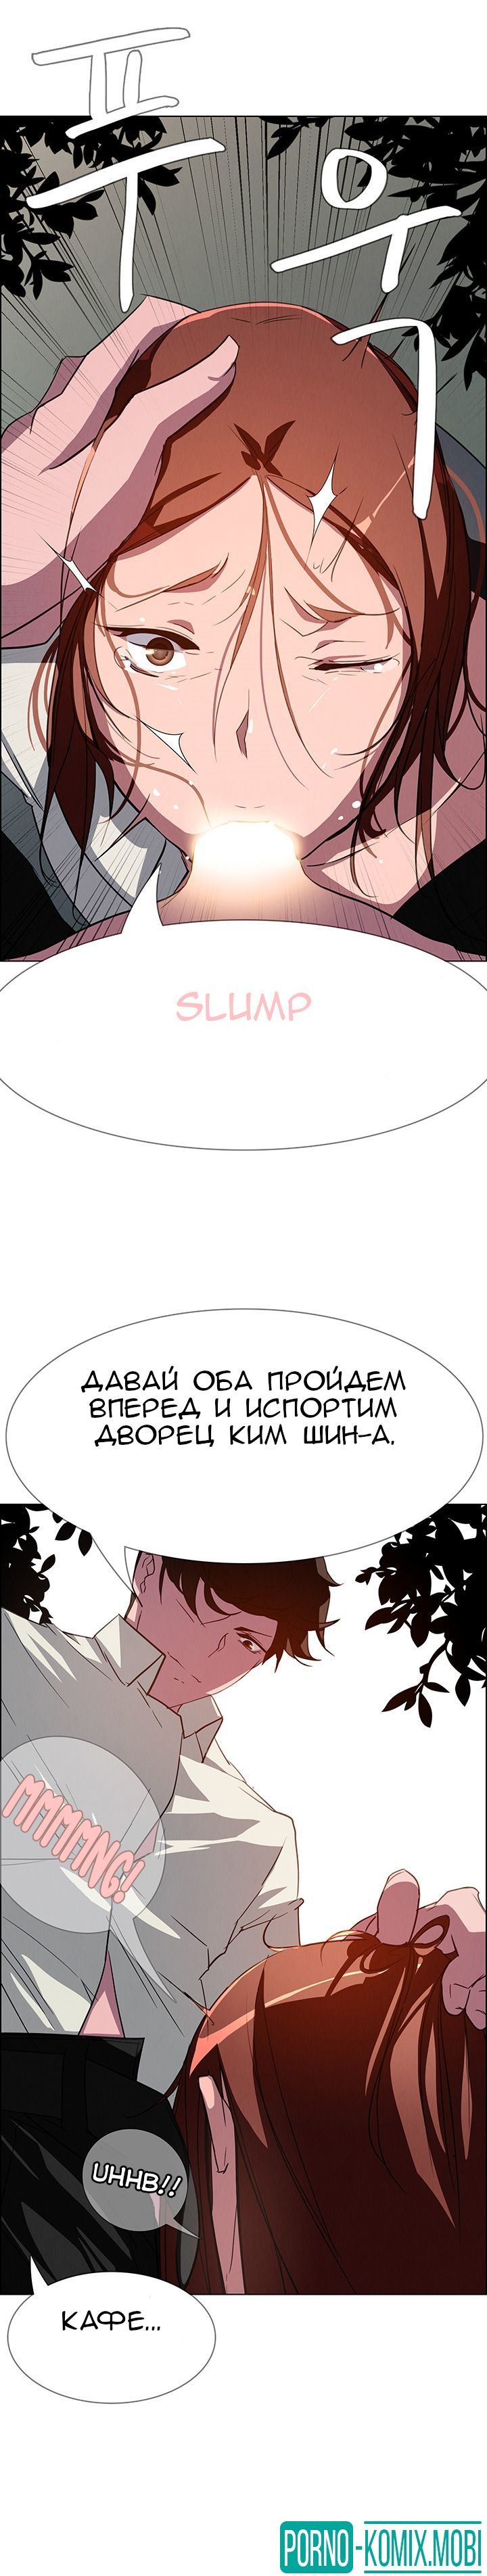 푸욱
SLUMP
ДАВАЙ ОБА ПРОЙДЕМ
ВПЕРЕД И ИСПОРТИМ
ДВОРЕЦ КИМ ШИН-А.
MMMMNG!
UHHB!!
КАФЕ...
PORNO-KOMIX.MOBI